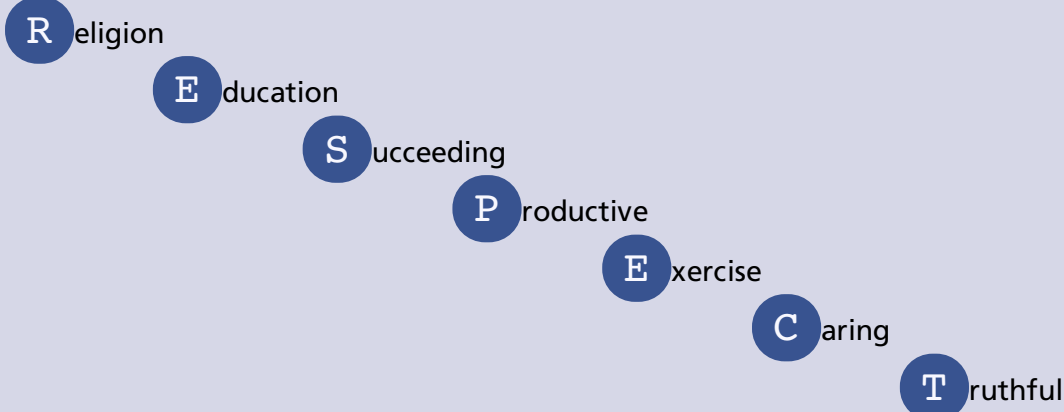 Religion
Education
Succeeding
Productive
Exercise
Caring
Truthful